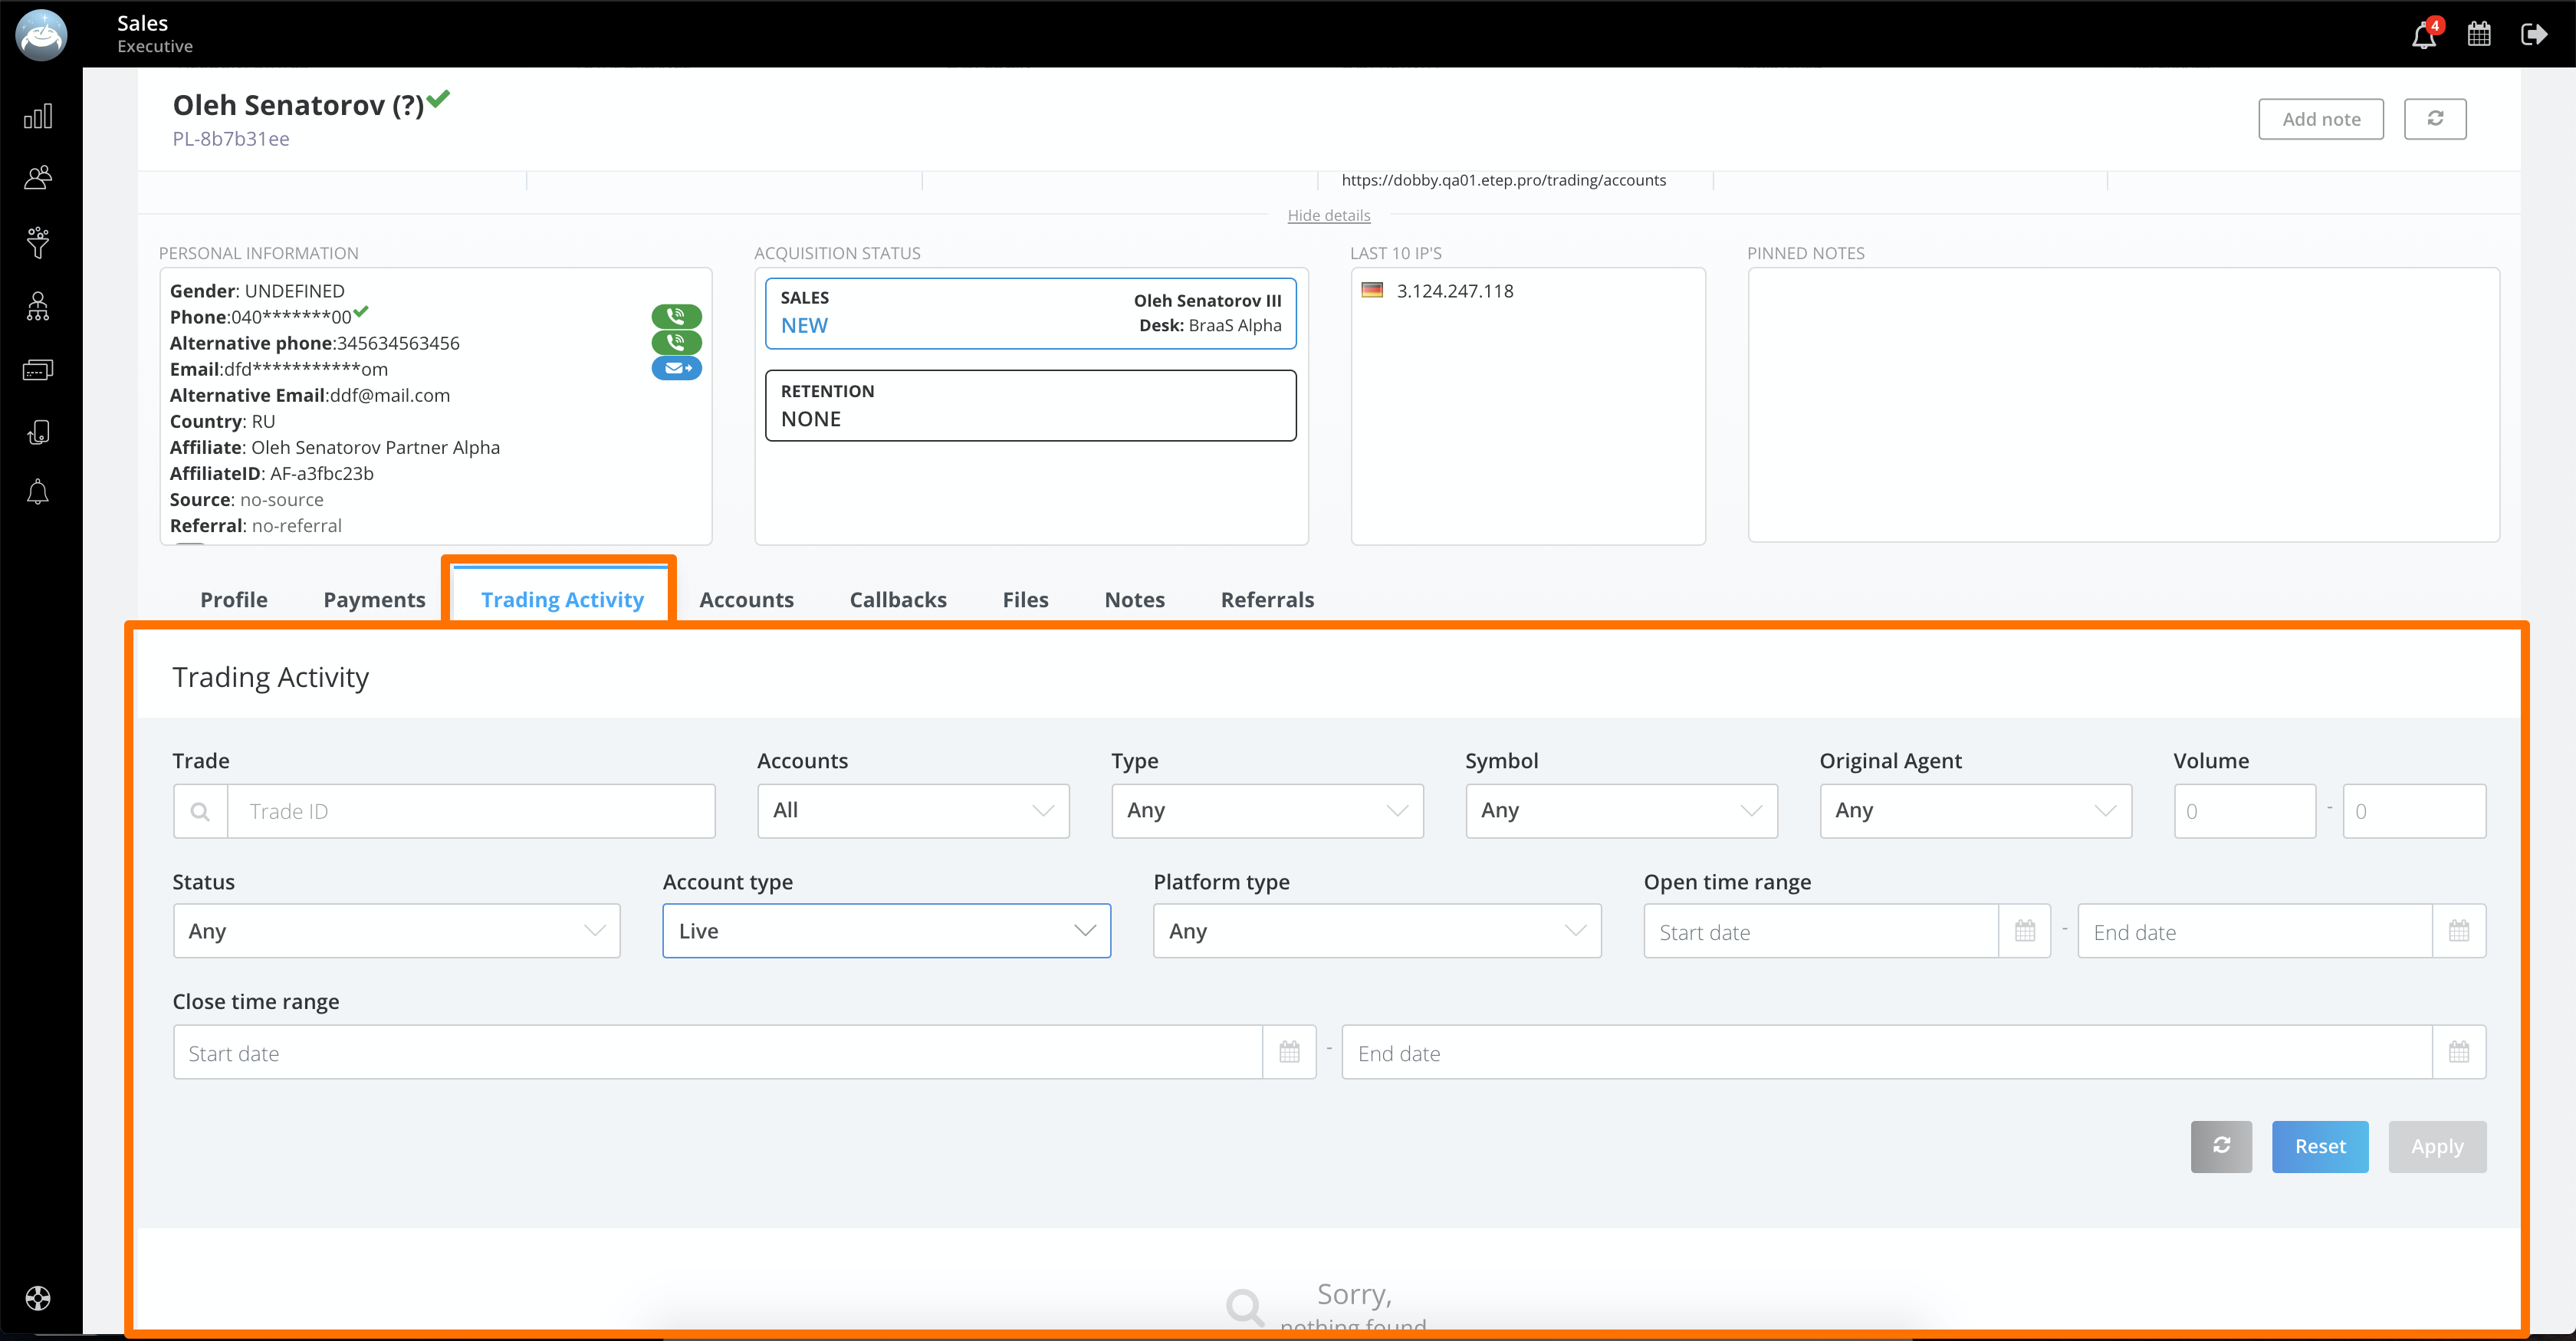 Sales
Executive
4
Oleh Senatorov (?)
PL-8b7b31ee
Add note
https://dobby.qa01.etep.pro/trading/accounts
Hide details
PERSONAL INFORMATION
Gender: UNDEFINED
Phone:040*******00
Alternative phone:345634563456
Email:dfd***********om
Alternative Email:ddf@mail.com
Country: RU
Affiliate: Oleh Senatorov Partner Alpha
AffiliateID: AF-a3fbc23b
Source: no-source
Referral: no-referral
ACQUISITION STATUS
SALES
NEW
Oleh Senatorov III
Desk: BraaS Alpha
RETENTION
NONE
LAST 10 IP'S
3.124.247.118
PINNED NOTES
Profile Payments Trading Activity Accounts Callbacks Files Notes Referrals
Trading Activity
Trade Accounts Type Symbol Original Agent Volume
Trade ID All Any Any Any 0 - 0
Status Account type Platform type Open time range
Any Live Any Start date - End date
Close time range
Start date - End date
Reset Apply
Sorry,
nothing found